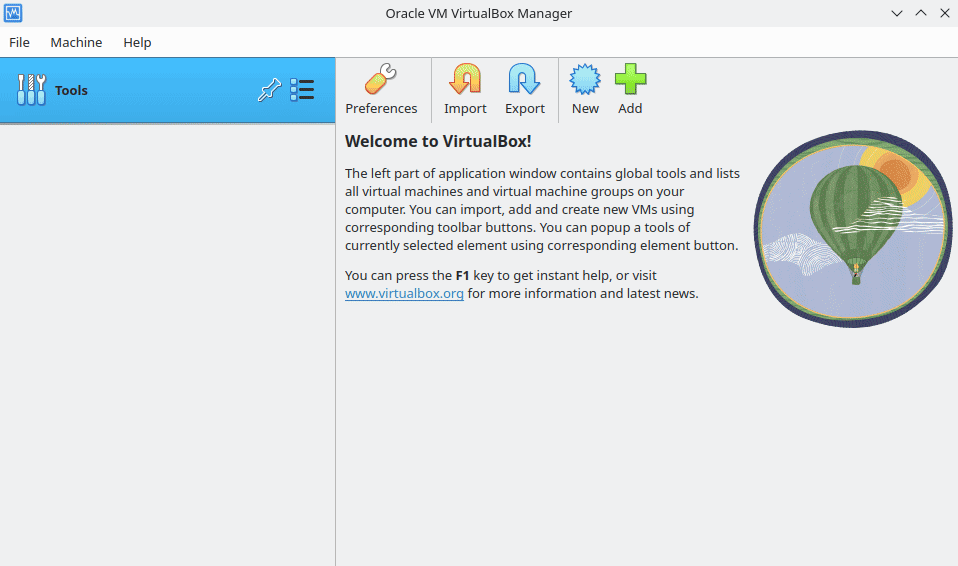 Oracle VM VirtualBox Manager
File Machine Help
Tools
Preferences Import Export New Add
Welcome to VirtualBox!
The left part of application window contains global tools and lists
all virtual machines and virtual machine groups on your
computer. You can import, add and create new VMs using
corresponding toolbar buttons. You can popup a tools of
currently selected element using corresponding element button.
You can press the F1 key to get instant help, or visit
www.virtualbox.org for more information and latest news.